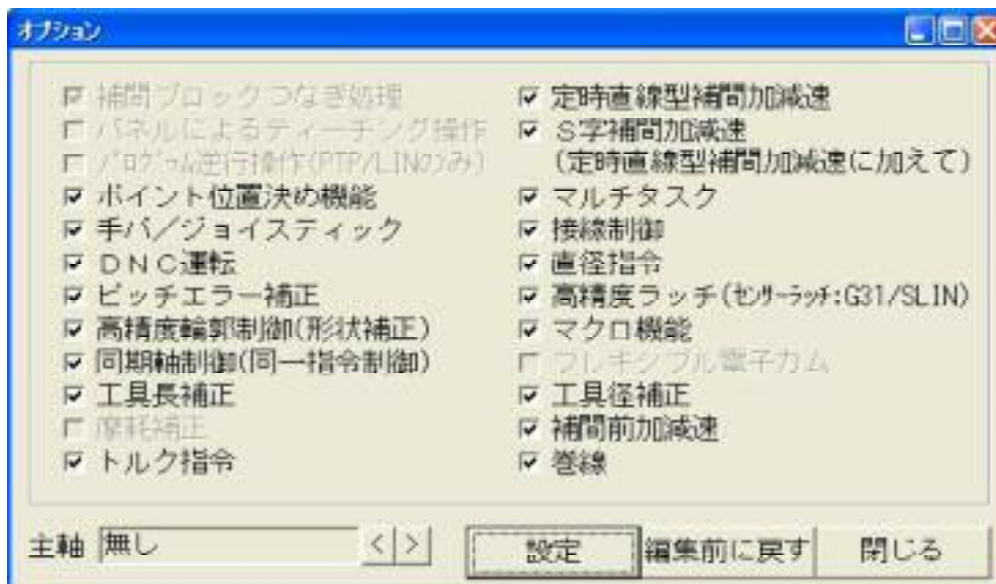 オプション
補間ブロックつなぎ処理
パネルによるティーチング操作
プログラム逆行操作(PTP/LINのみ)
ポイント位置決め機能
手パ／ジョイスティック
DNC運転
ピッチエラー補正
高精度輪郭制御(形状補正)
同期軸制御(同一指令制御)
工具長補正
摩耗補正
トルク指令
定時直線型補間加減速
S字補間加減速
(定時直線型補間加減速に加えて)
マルチタスク
接線制御
直径指令
高精度ラッチ(センサーラッチ:G31/SLIN)
マクロ機能
フレキシブル電子カム
工具径補正
補間前加減速
巻線
主軸 無し < > 設定 編集前に戻す 閉じる